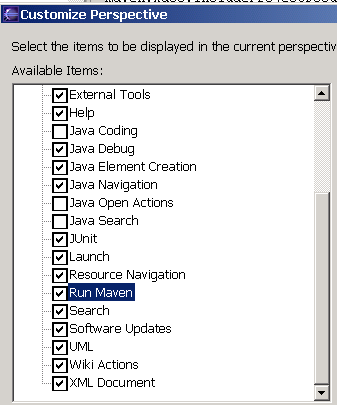 Customize Perspective
Select the items to be displayed in the current perspectiv
Available Items:
External Tools
Help
Java Coding
Java Debug
Java Element Creation
Java Navigation
Java Open Actions
Java Search
JUnit
Launch
Resource Navigation
Run Maven
Search
Software Updates
UML
Wiki Actions
XML Document